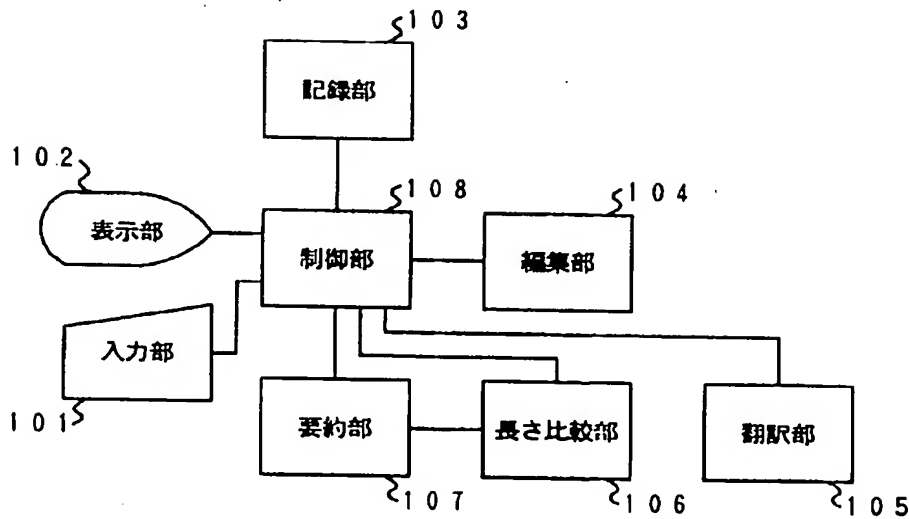 103
記録部
102
108
104
表示部
制御部
編集部
入力部
101
要約部
長さ比較部
翻訳部
107
106
105